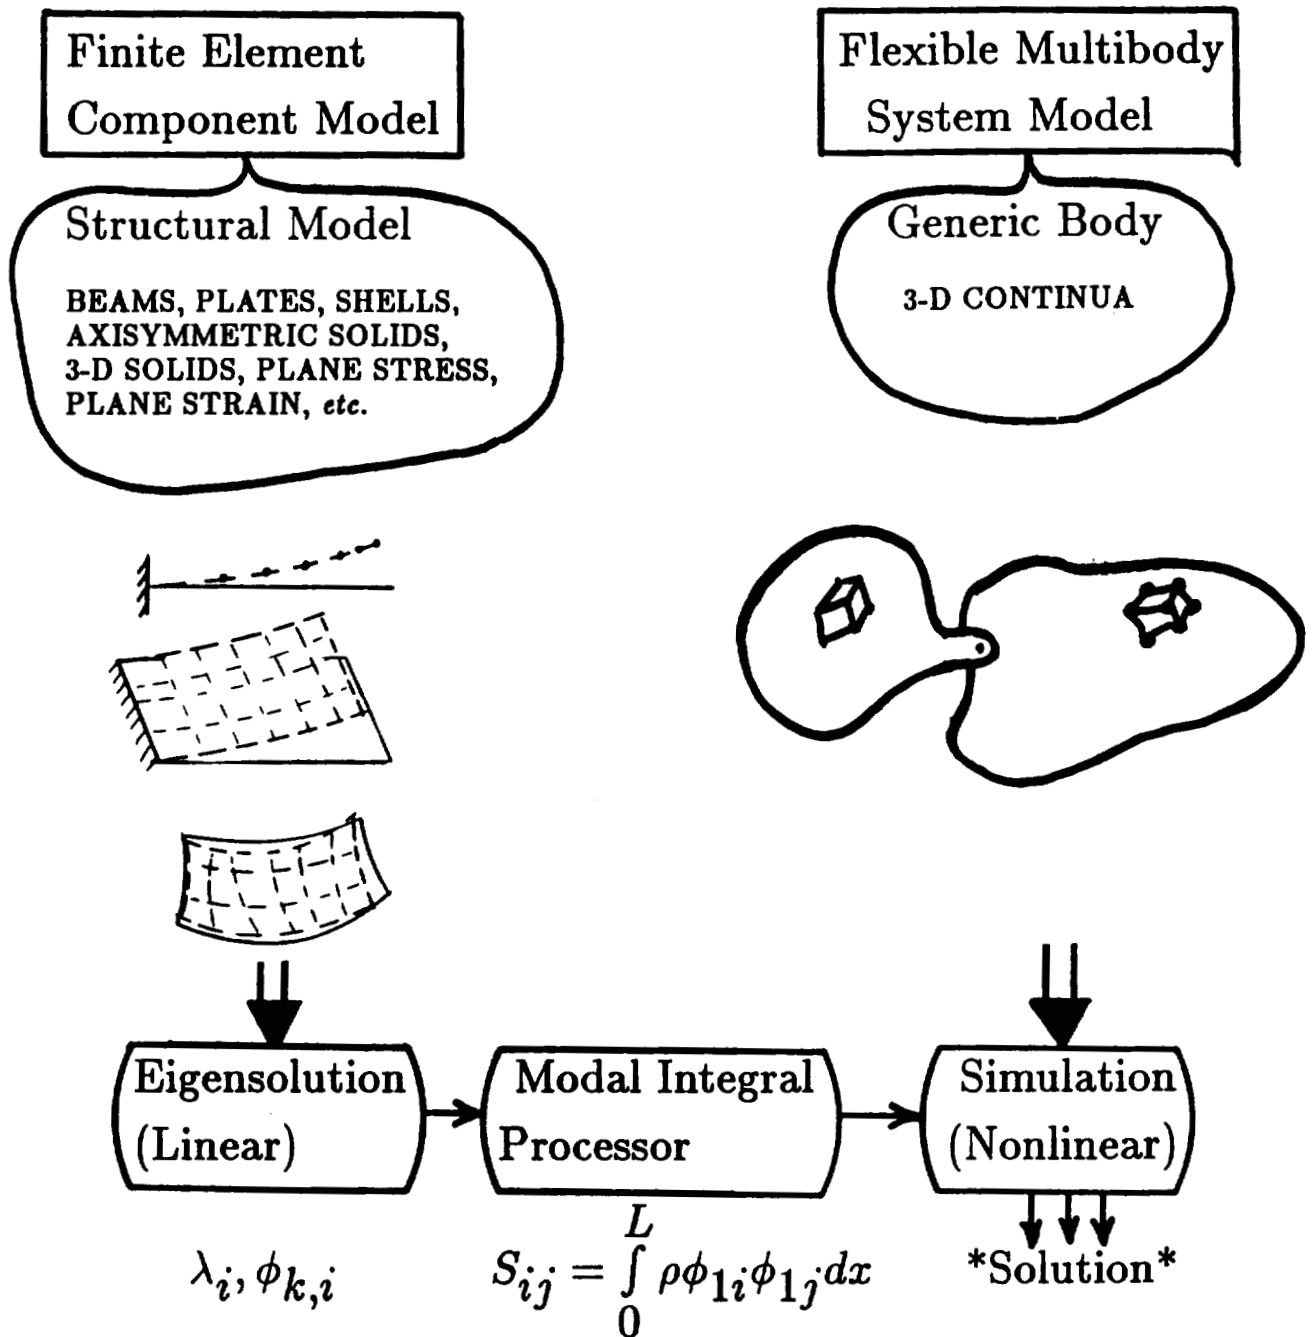 Finite Element
Component Model
Structural Model
BEAMS, PLATES, SHELLS,
AXISYMMETRIC SOLIDS,
3-D SOLIDS, PLANE STRESS,
PLANE STRAIN, etc.
Flexible Multibody
System Model
Generic Body
3-D CONTINUA
Eigensolution
(Linear)
Modal Integral
Processor
Simulation
(Nonlinear)
λ_i, ϕ_{k,i}
S_{ij} = ∫_0^L ρϕ_{1i}ϕ_{1j}dx
*Solution*